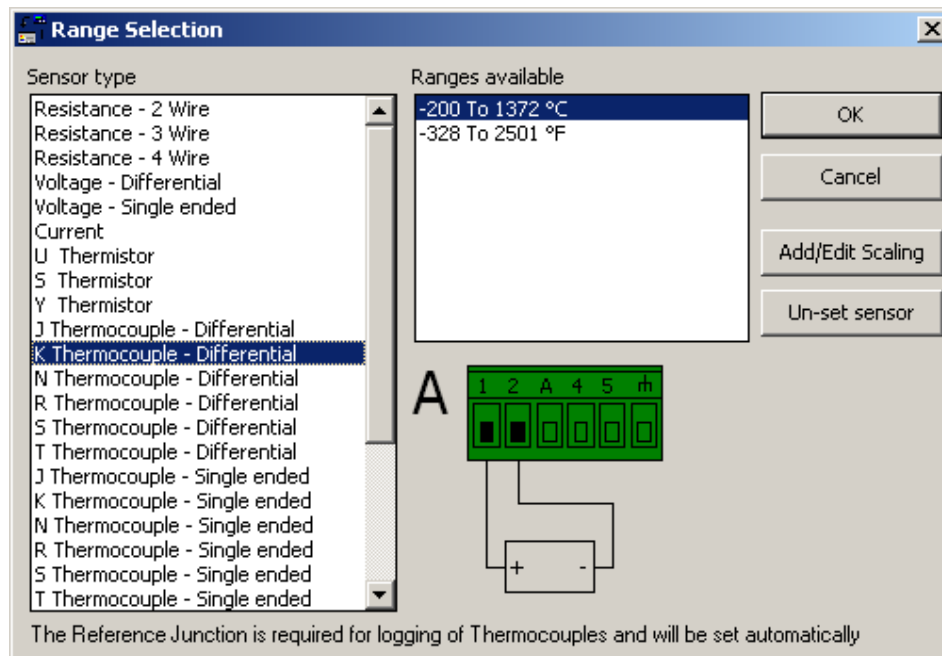 Range Selection
Sensor type
Resistance - 2 Wire
Resistance - 3 Wire
Resistance - 4 Wire
Voltage - Differential
Voltage - Single ended
Current
U Thermistor
S Thermistor
Y Thermistor
J Thermocouple - Differential
K Thermocouple - Differential
N Thermocouple - Differential
R Thermocouple - Differential
S Thermocouple - Differential
T Thermocouple - Differential
J Thermocouple - Single ended
K Thermocouple - Single ended
N Thermocouple - Single ended
R Thermocouple - Single ended
S Thermocouple - Single ended
T Thermocouple - Single ended
Ranges available
-200 To 1372 °C
-328 To 2501 °F
OK
Cancel
Add/Edit Scaling
Un-set sensor
A
1 2 A 4 5
+ -
The Reference Junction is required for logging of Thermocouples and will be set automatically